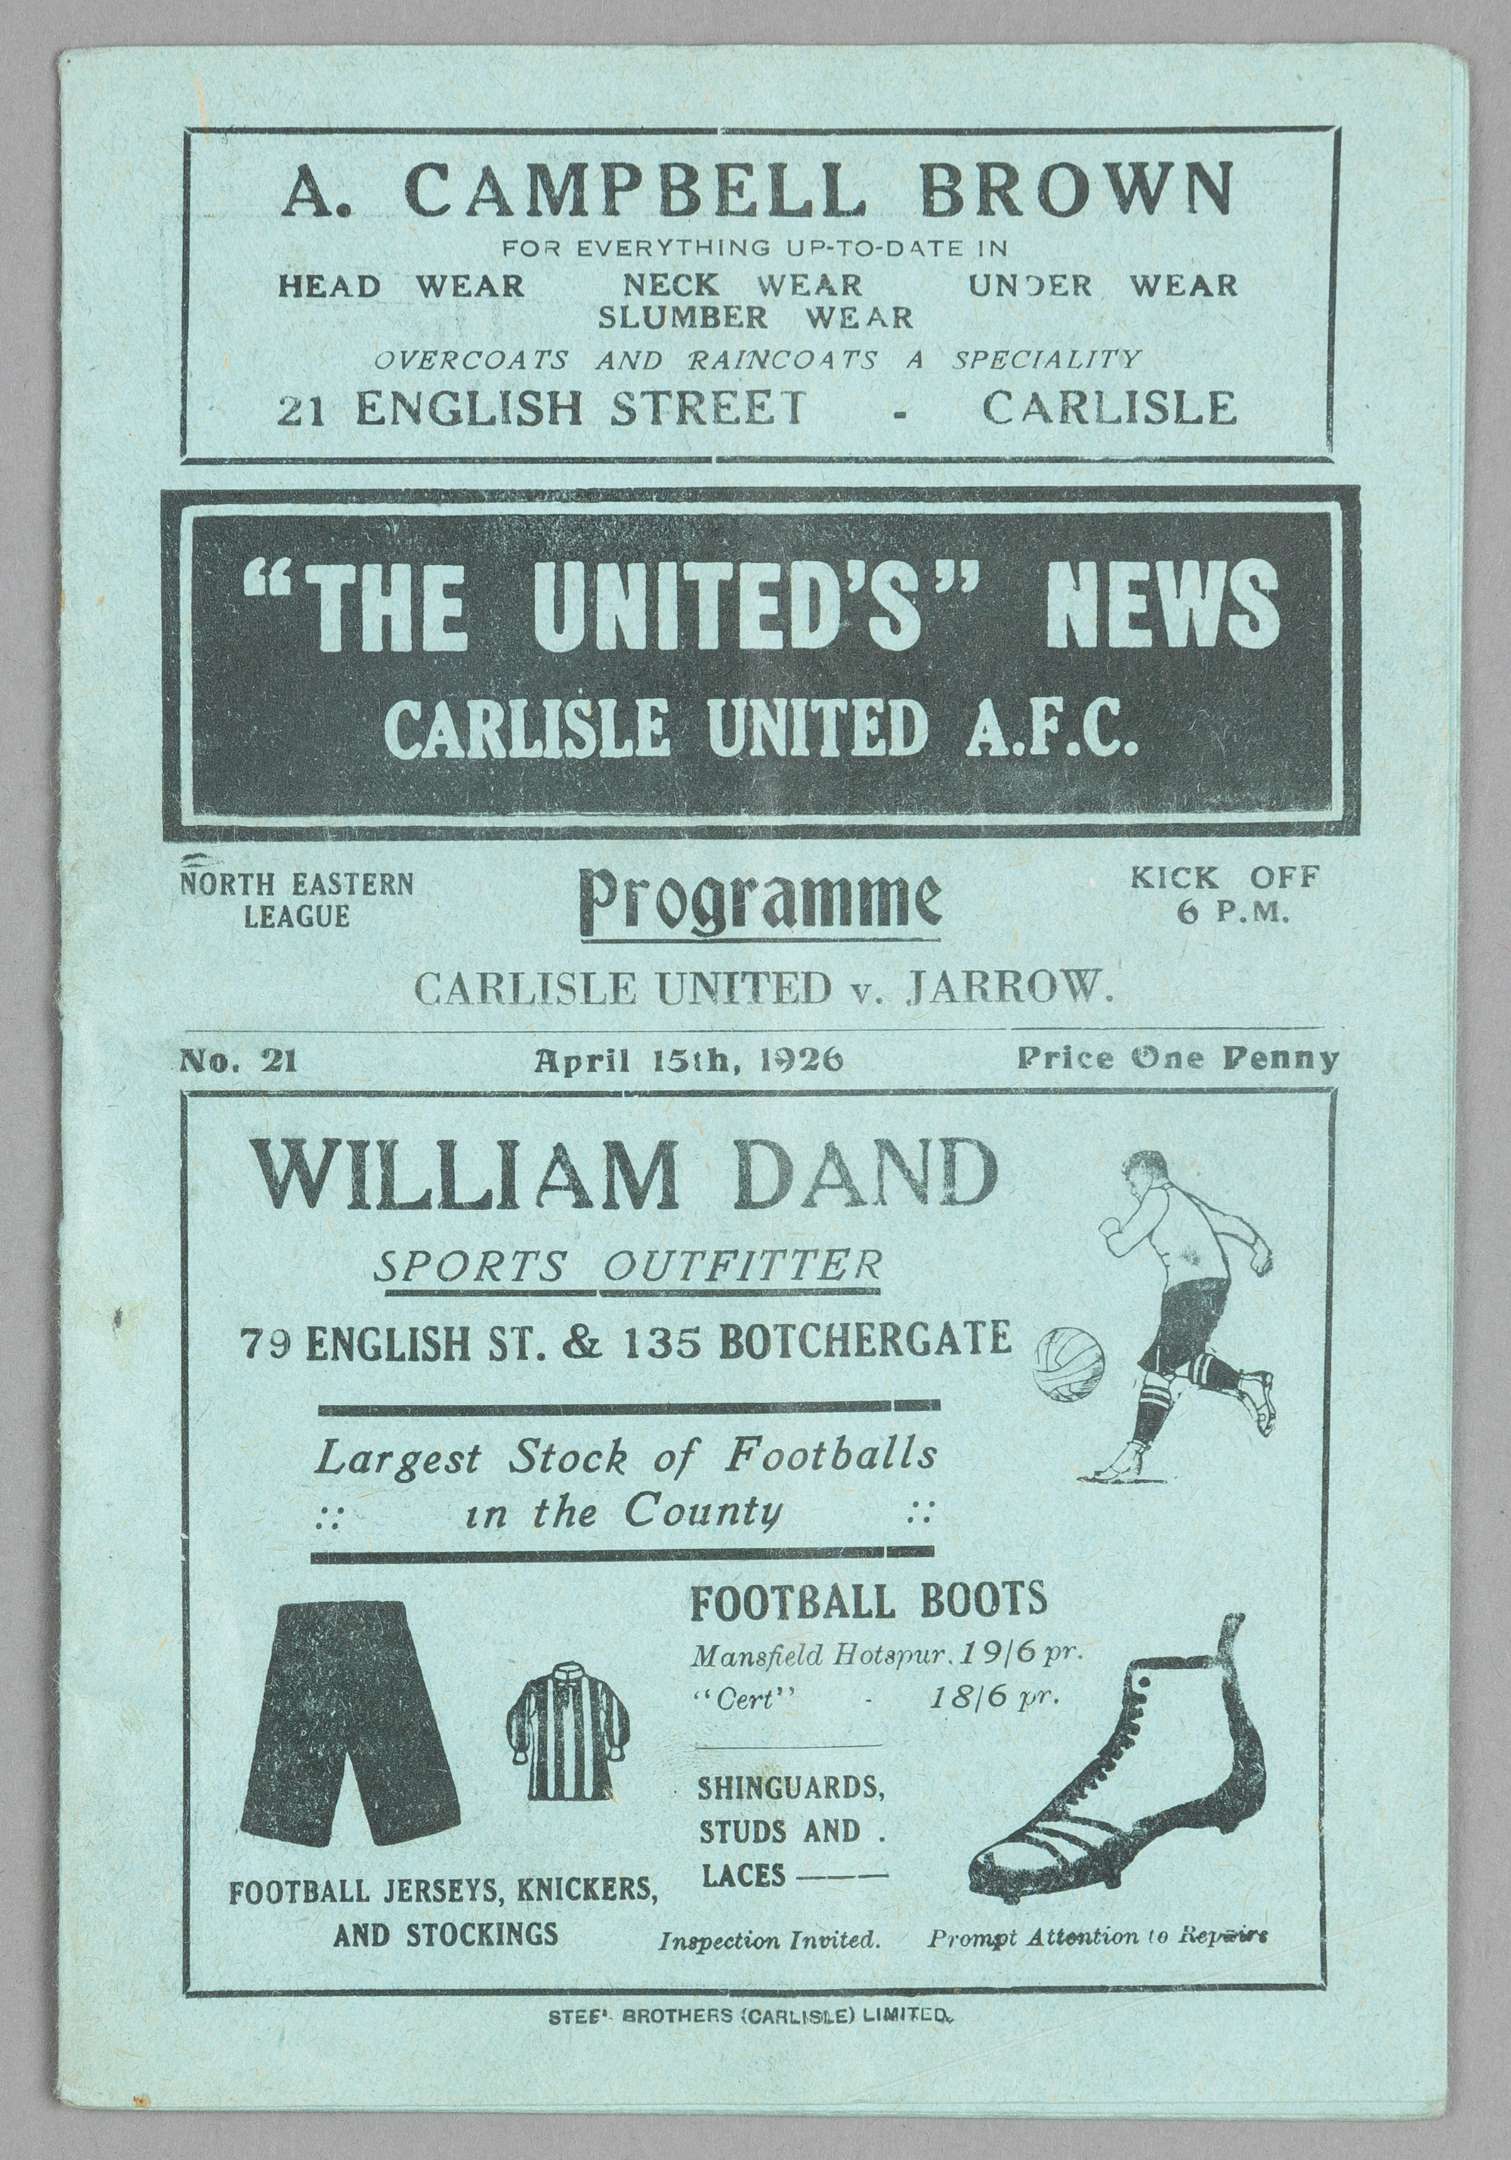 A. CAMPBELL BROWN
FOR EVERYTHING UP-TO-DATE IN
HEAD WEAR NECK WEAR UNDER WEAR
SLUMBER WEAR
OVERCOATS AND RAINCOATS A SPECIALITY
21 ENGLISH STREET - CARLISLE
"THE UNITED'S" NEWS
CARLISLE UNITED A.F.C.
NORTH EASTERN
LEAGUE
Programme
KICK OFF
6 P.M.
CARLISLE UNITED v. JARROW.
No. 21 April 15th, 1926 Price One Penny
WILLIAM DAND
SPORTS OUTFITTER
79 ENGLISH ST. & 135 BOTCHERGATE
Largest Stock of Footballs
:: in the County ::
FOOTBALL BOOTS
Mansfield Hotspur. 19/6 pr.
"Cert" - 18/6 pr.
SHINGUARDS,
STUDS AND .
LACES ———
FOOTBALL JERSEYS, KNICKERS,
AND STOCKINGS
Inspection Invited. Prompt Attention to Repairs
STEEL BROTHERS (CARLISLE) LIMITED.